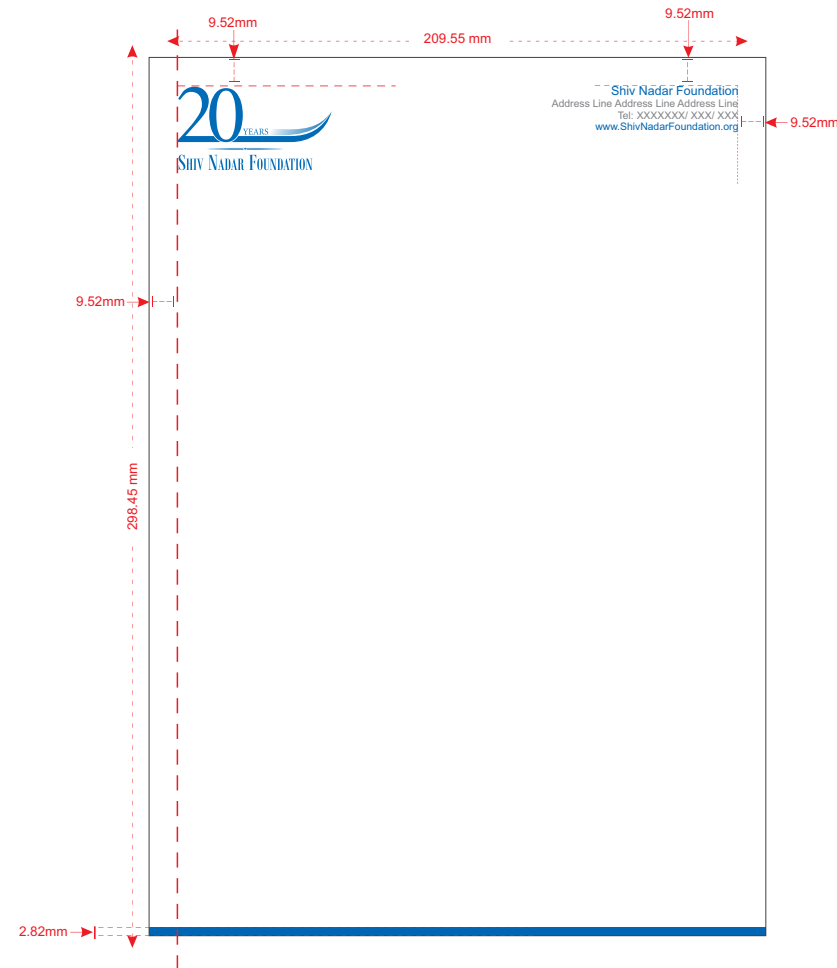 9.52mm
9.52mm
209.55 mm
20
YEARS
SHIV NADAR FOUNDATION
Shiv Nadar Foundation
Address Line Address Line Address Line
Tel: XXXXXXX/ XXX/ XXX
www.ShivNadarFoundation.org
9.52mm
9.52mm
298.45 mm
2.82mm